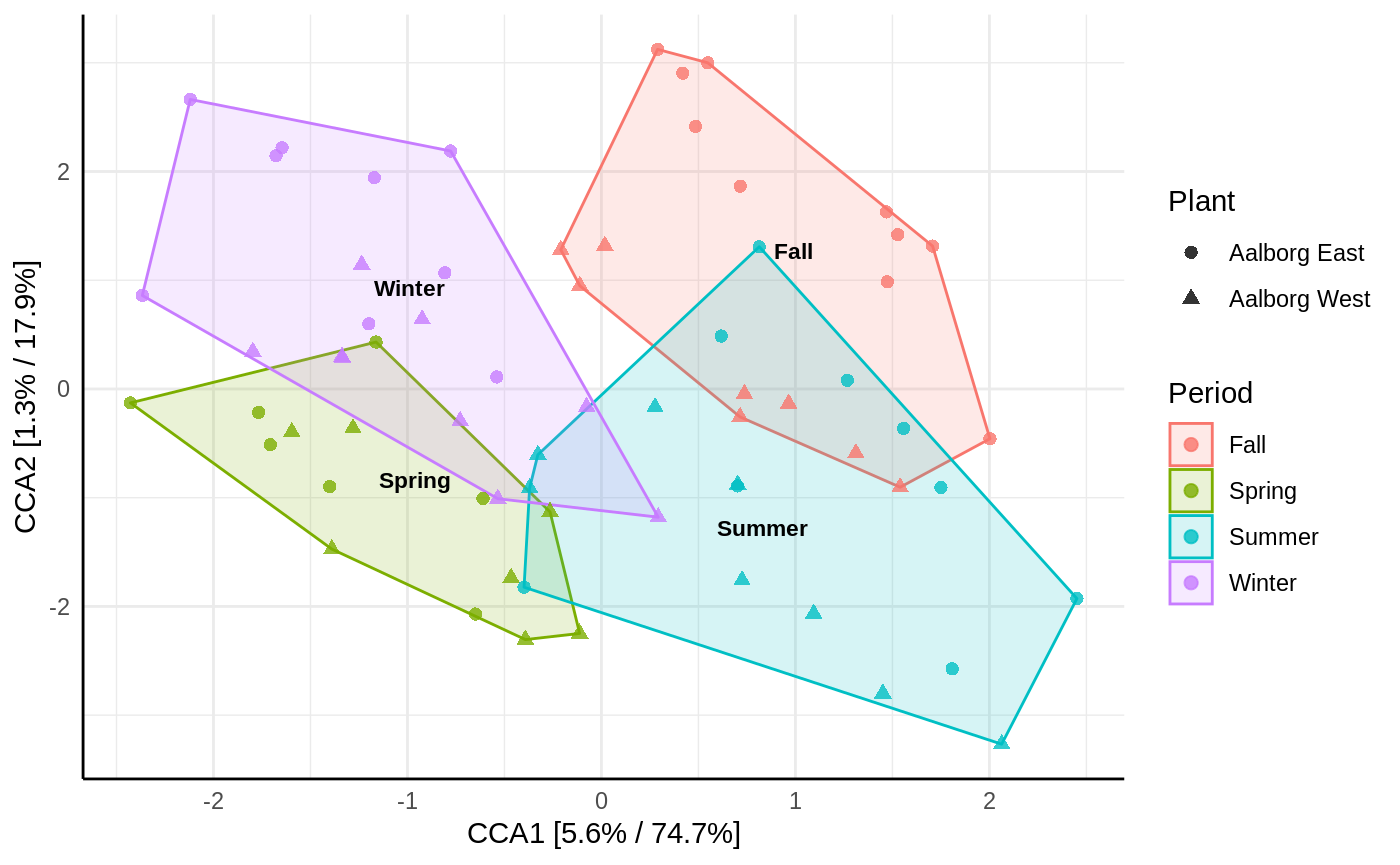 CCA2 [1.3% / 17.9%]
2
0
-2
Winter
Fall
Spring
Summer
-2 -1 0 1 2
CCA1 [5.6% / 74.7%]
Plant
Aalborg East
Aalborg West
Period
Fall
Spring
Summer
Winter